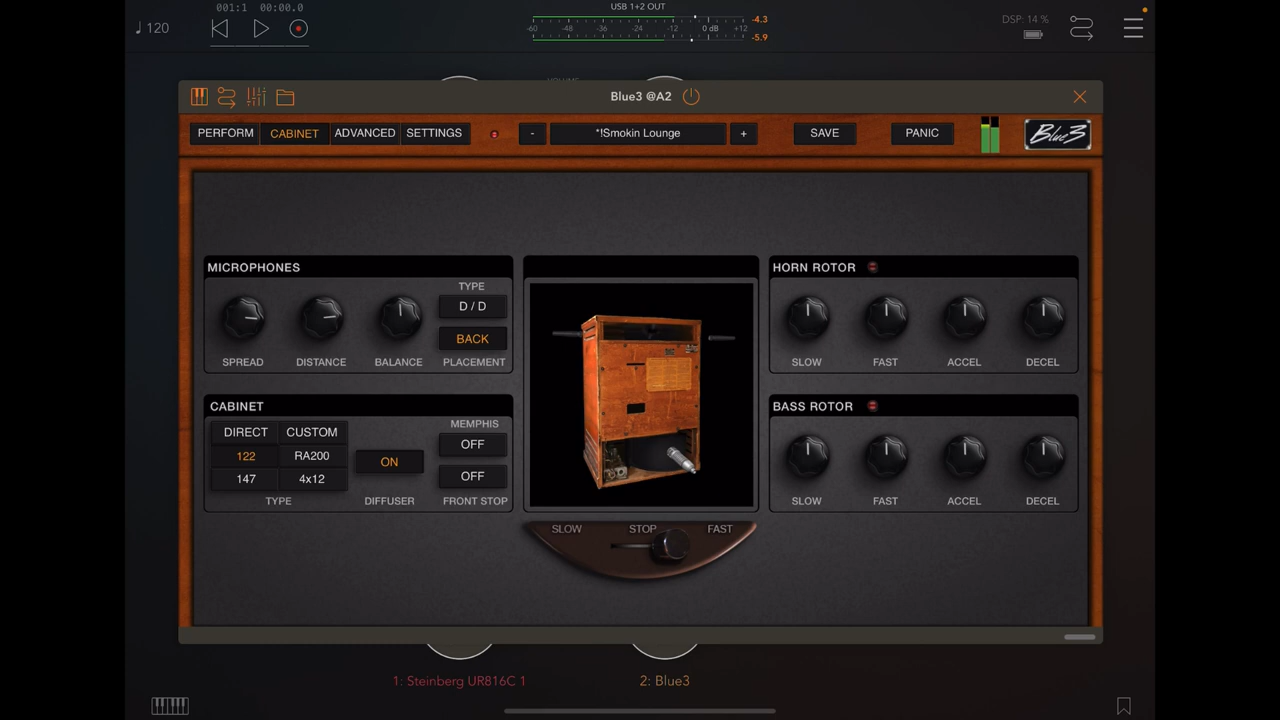 001:1 00:00.0
USB 1+2 OUT
♩ 120
-60 -48 -36 -24 -12 0 dB +12
-4.3
-5.9
DSP: 14 %
Blue3 @A2
PERFORM CABINET ADVANCED SETTINGS - *!Smokin Lounge + SAVE PANIC Blue3
MICROPHONES
TYPE
D / D
BACK
SPREAD DISTANCE BALANCE PLACEMENT
CABINET
DIRECT CUSTOM
122 RA200
147 4x12
TYPE
ON
DIFFUSER
MEMPHIS
OFF
OFF
FRONT STOP
SLOW STOP FAST
HORN ROTOR
SLOW FAST ACCEL DECEL
BASS ROTOR
SLOW FAST ACCEL DECEL
1: Steinberg UR816C 1
2: Blue3